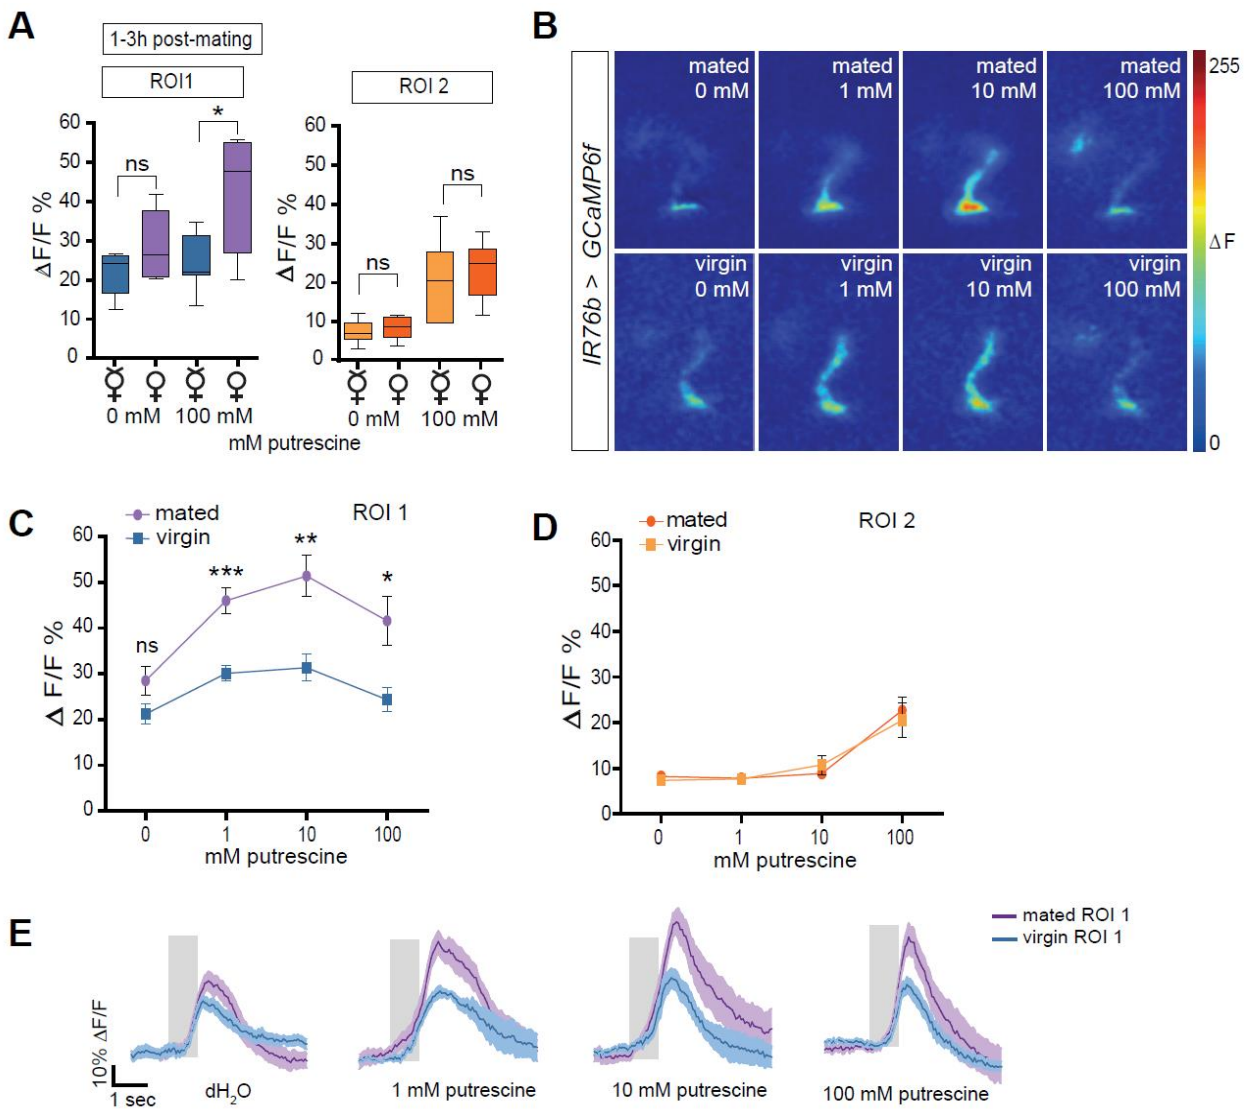 A
1-3h post-mating
ROI1
ROI 2
60
50
40
30
20
10
0
ΔF/F %
ns
*
0 mM
100 mM
60
50
40
30
20
10
0
ΔF/F %
ns
ns
0 mM
100 mM
mM putrescine
B
IR76b > GCaMP6f
mated
0 mM
mated
1 mM
mated
10 mM
mated
100 mM
virgin
0 mM
virgin
1 mM
virgin
10 mM
virgin
100 mM
255
ΔF
0
C
mated
virgin
ROI 1
60
50
40
30
20
10
0
Δ F/F %
ns
***
**
*
0
1
10
100
mM putrescine
D
mated
virgin
ROI 2
60
50
40
30
20
10
0
ΔF/F %
0
1
10
100
mM putrescine
E
mated ROI 1
virgin ROI 1
10% ΔF/F
1 sec
dH₂O
1 mM putrescine
10 mM putrescine
100 mM putrescine